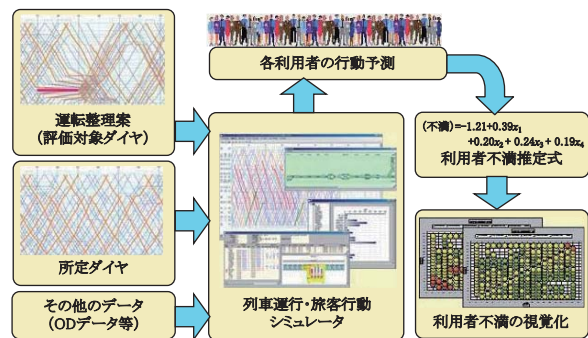 運転整理案
(評価対象ダイヤ)
所定ダイヤ
その他のデータ
(ODデータ等)
各利用者の行動予測
列車運行・旅客行動
シミュレータ
(不満)=-1.21+0.39x₁
+0.20x₂ + 0.24x₃ + 0.19x₄
利用者不満推定式
利用者不満の視覚化